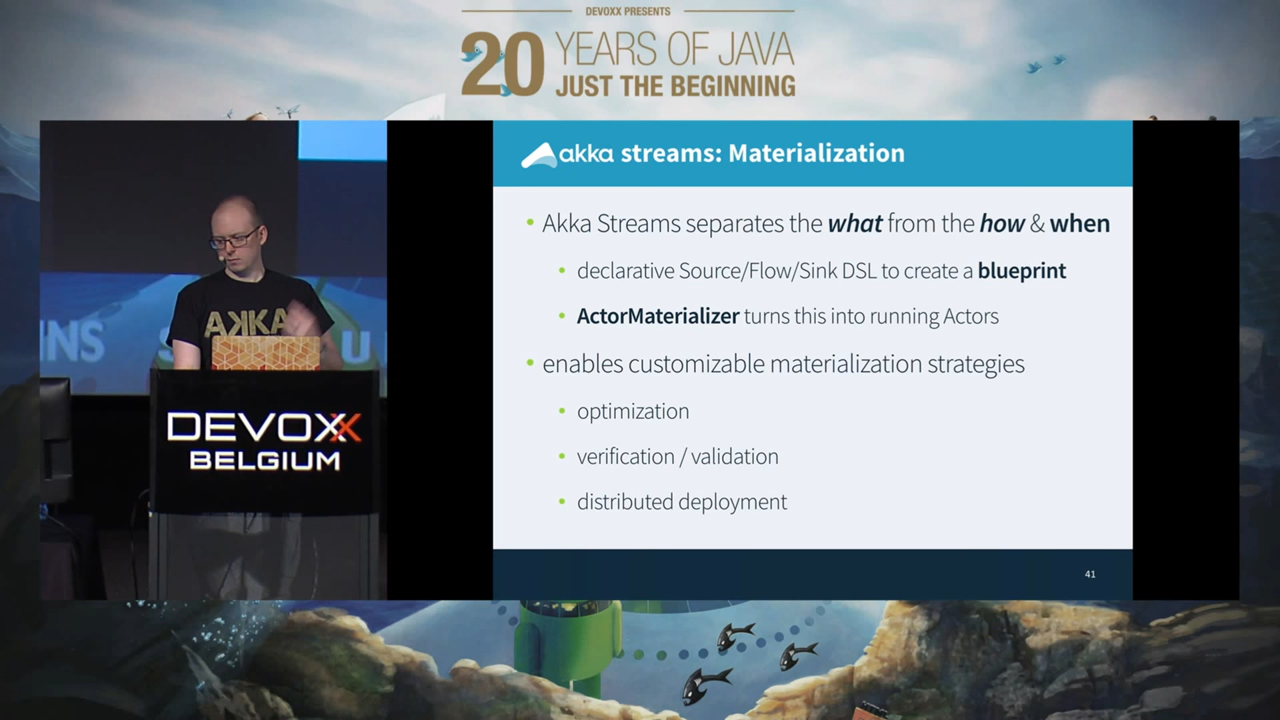 DEVOXX PRESENTS
20 YEARS OF JAVA
JUST THE BEGINNING
akka streams: Materialization
• Akka Streams separates the what from the how & when
• declarative Source/Flow/Sink DSL to create a blueprint
• ActorMaterializer turns this into running Actors
• enables customizable materialization strategies
• optimization
• verification / validation
• distributed deployment
41
AKKA
DEVOXX
BELGIUM